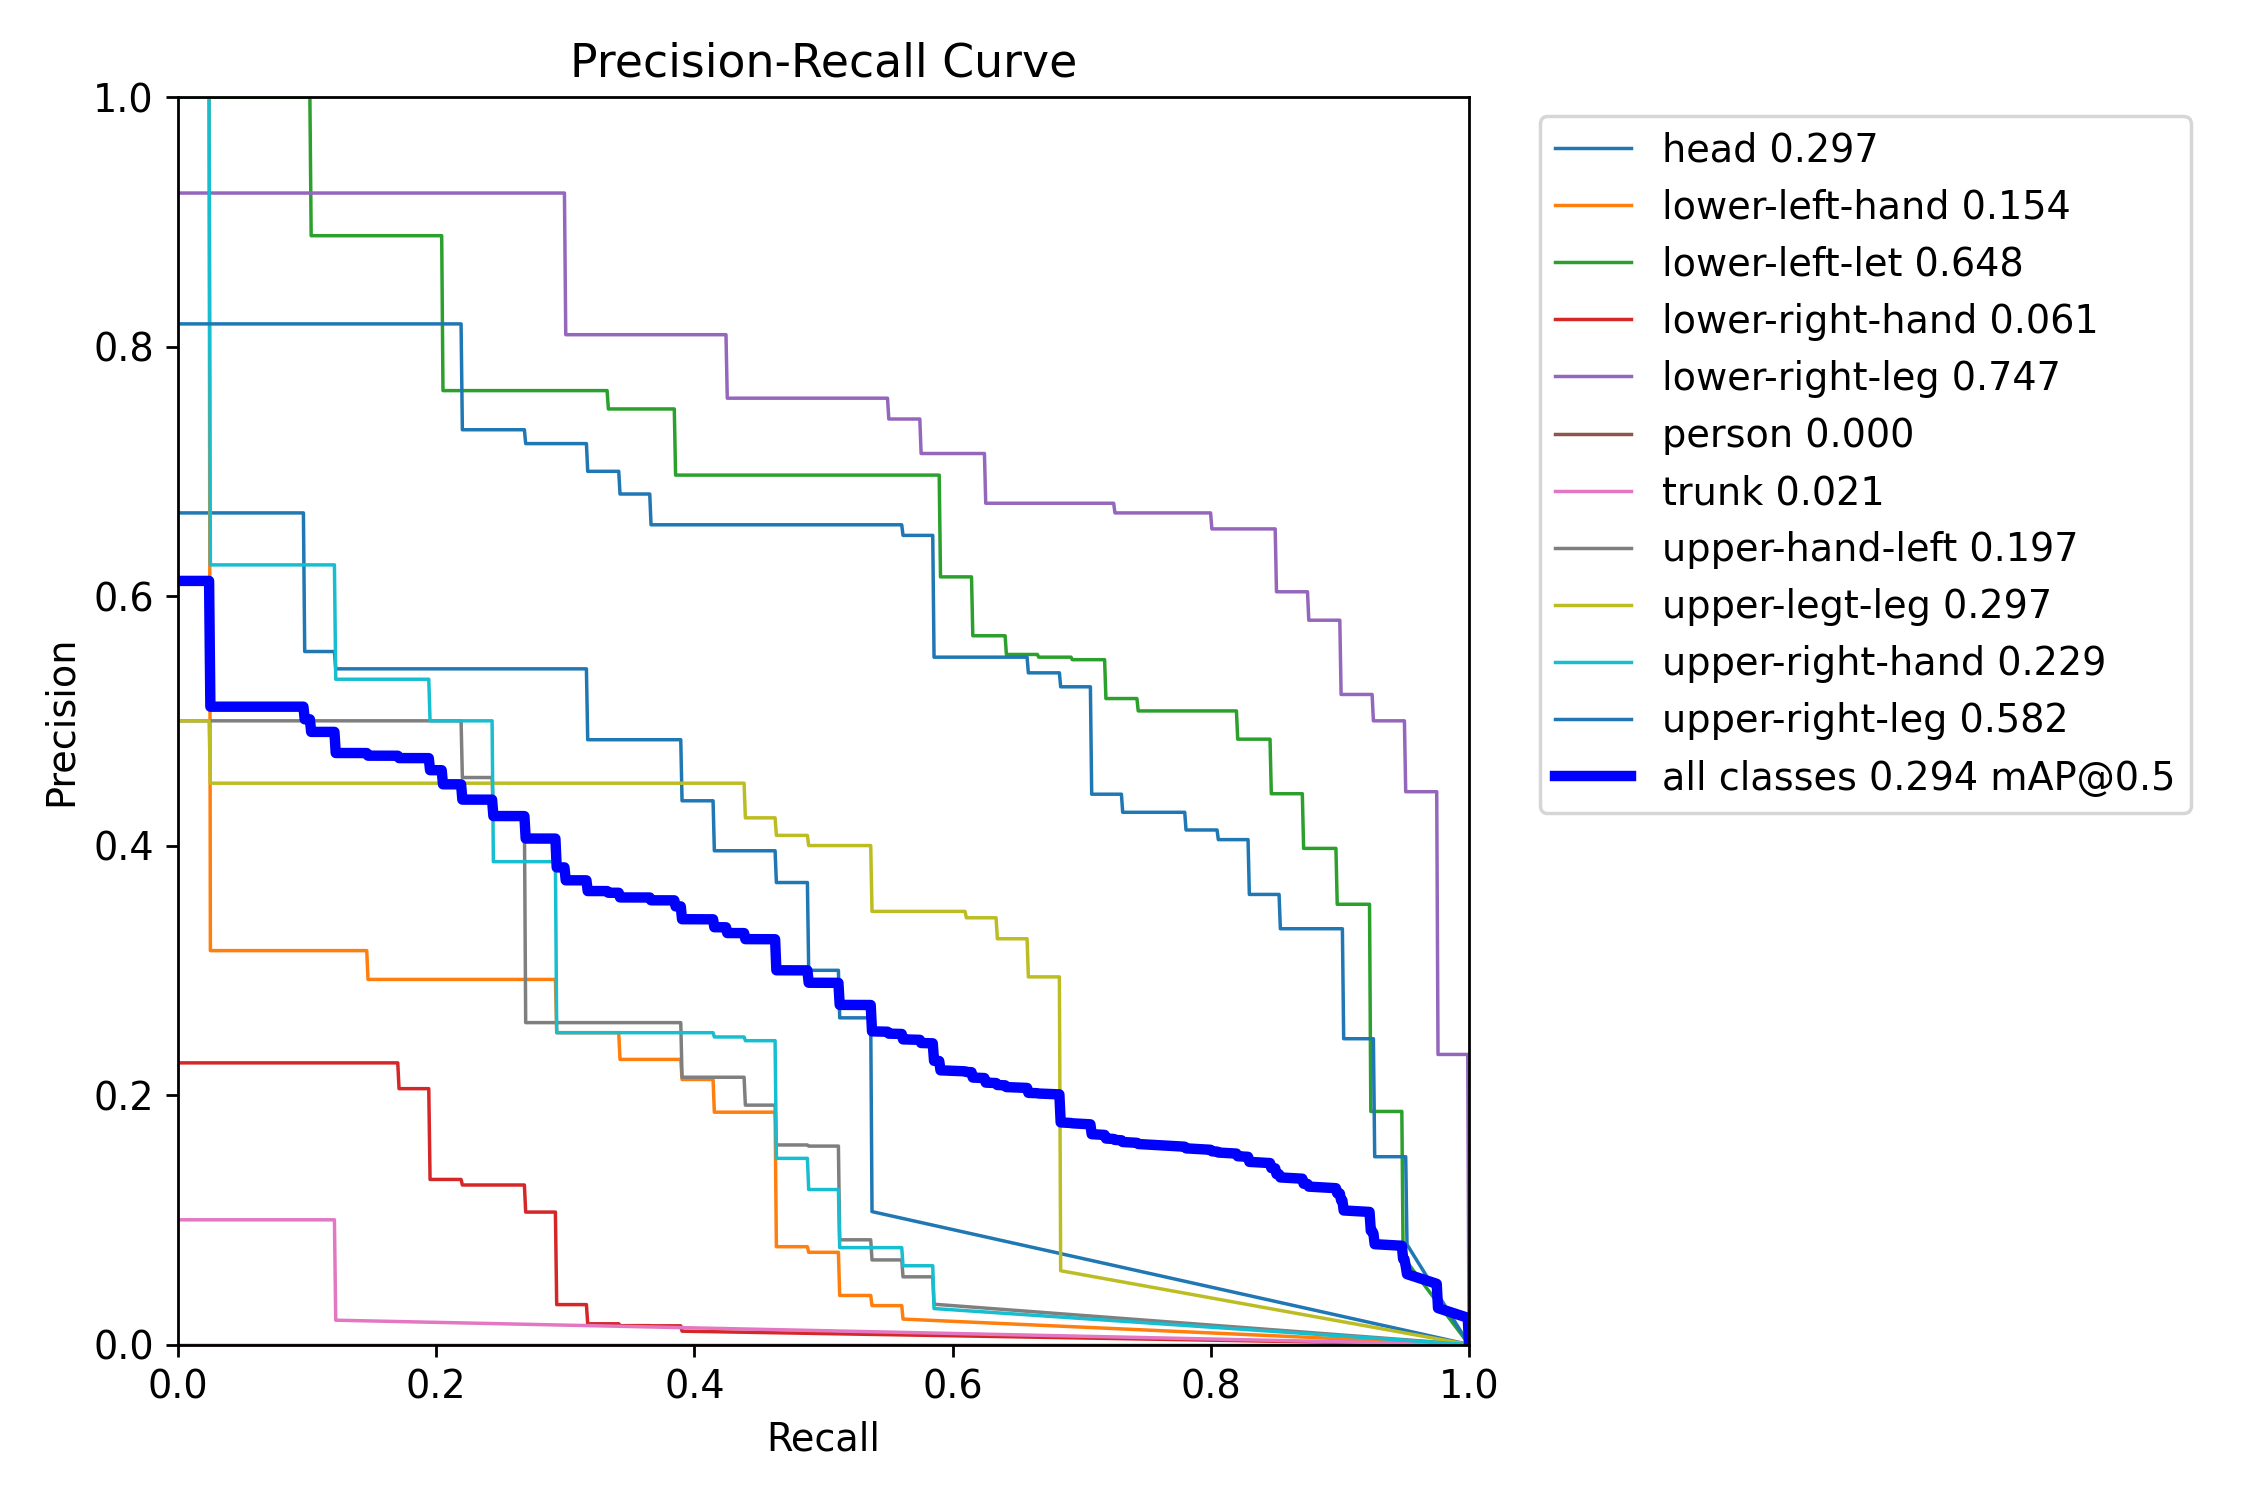 Precision-Recall Curve
1.0
0.8
0.6
0.4
0.2
0.0
Precision
0.0 0.2 0.4 0.6 0.8 1.0
Recall
head 0.297
lower-left-hand 0.154
lower-left-let 0.648
lower-right-hand 0.061
lower-right-leg 0.747
person 0.000
trunk 0.021
upper-hand-left 0.197
upper-legt-leg 0.297
upper-right-hand 0.229
upper-right-leg 0.582
all classes 0.294 mAP@0.5